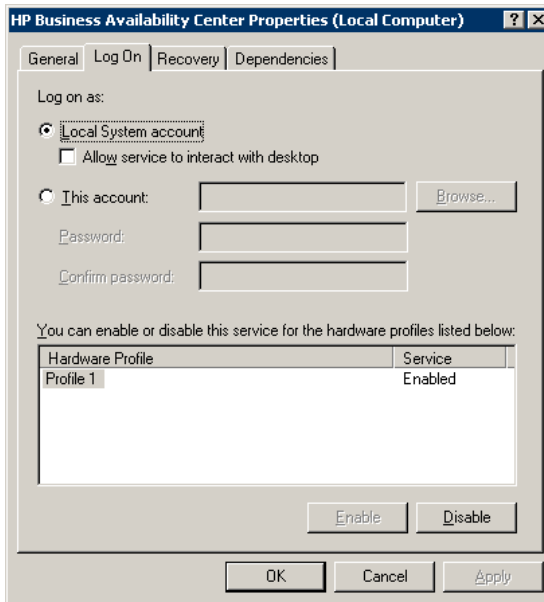 HP Business Availability Center Properties (Local Computer)
General Log On Recovery Dependencies
Log on as:
Local System account
Allow service to interact with desktop
This account: Browse...
Password:
Confirm password:
You can enable or disable this service for the hardware profiles listed below:
Hardware Profile Service
Profile 1 Enabled
Enable Disable
OK Cancel Apply